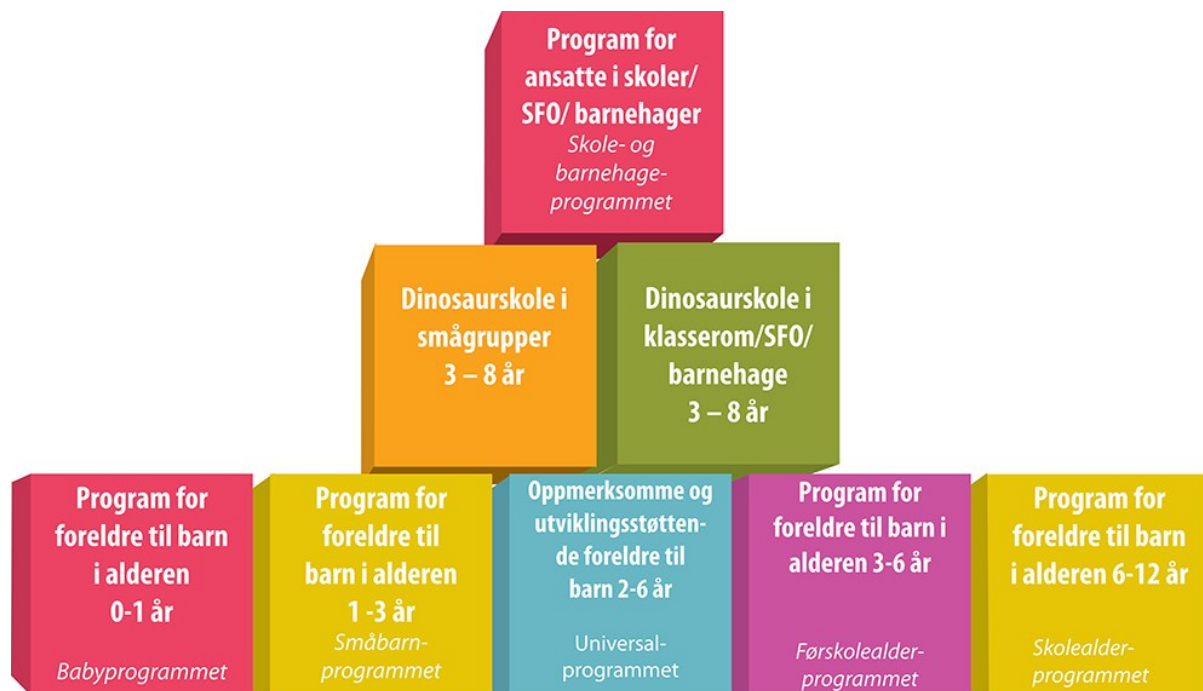 Program for
ansatte i skoler/
SFO/ barnehager
Skole- og
barnehage-
programmet
Dinosaurskole i
smågrupper
3 – 8 år
Dinosaurskole i
klasserom/SFO/
barnehage
3 – 8 år
Program for
foreldre til barn
i alderen
0-1 år
Babyprogrammet
Program for
foreldre til
barn i alderen
1 -3 år
Småbarn-
programmet
Oppmerksomme og
utviklingsstøtten-
de foreldre til
barn 2-6 år
Universal-
programmet
Program for
foreldre til barn i
alderen 3-6 år
Førskolealder-
programmet
Program for
foreldre til barn
i alderen 6-12 år
Skolealder-
programmet